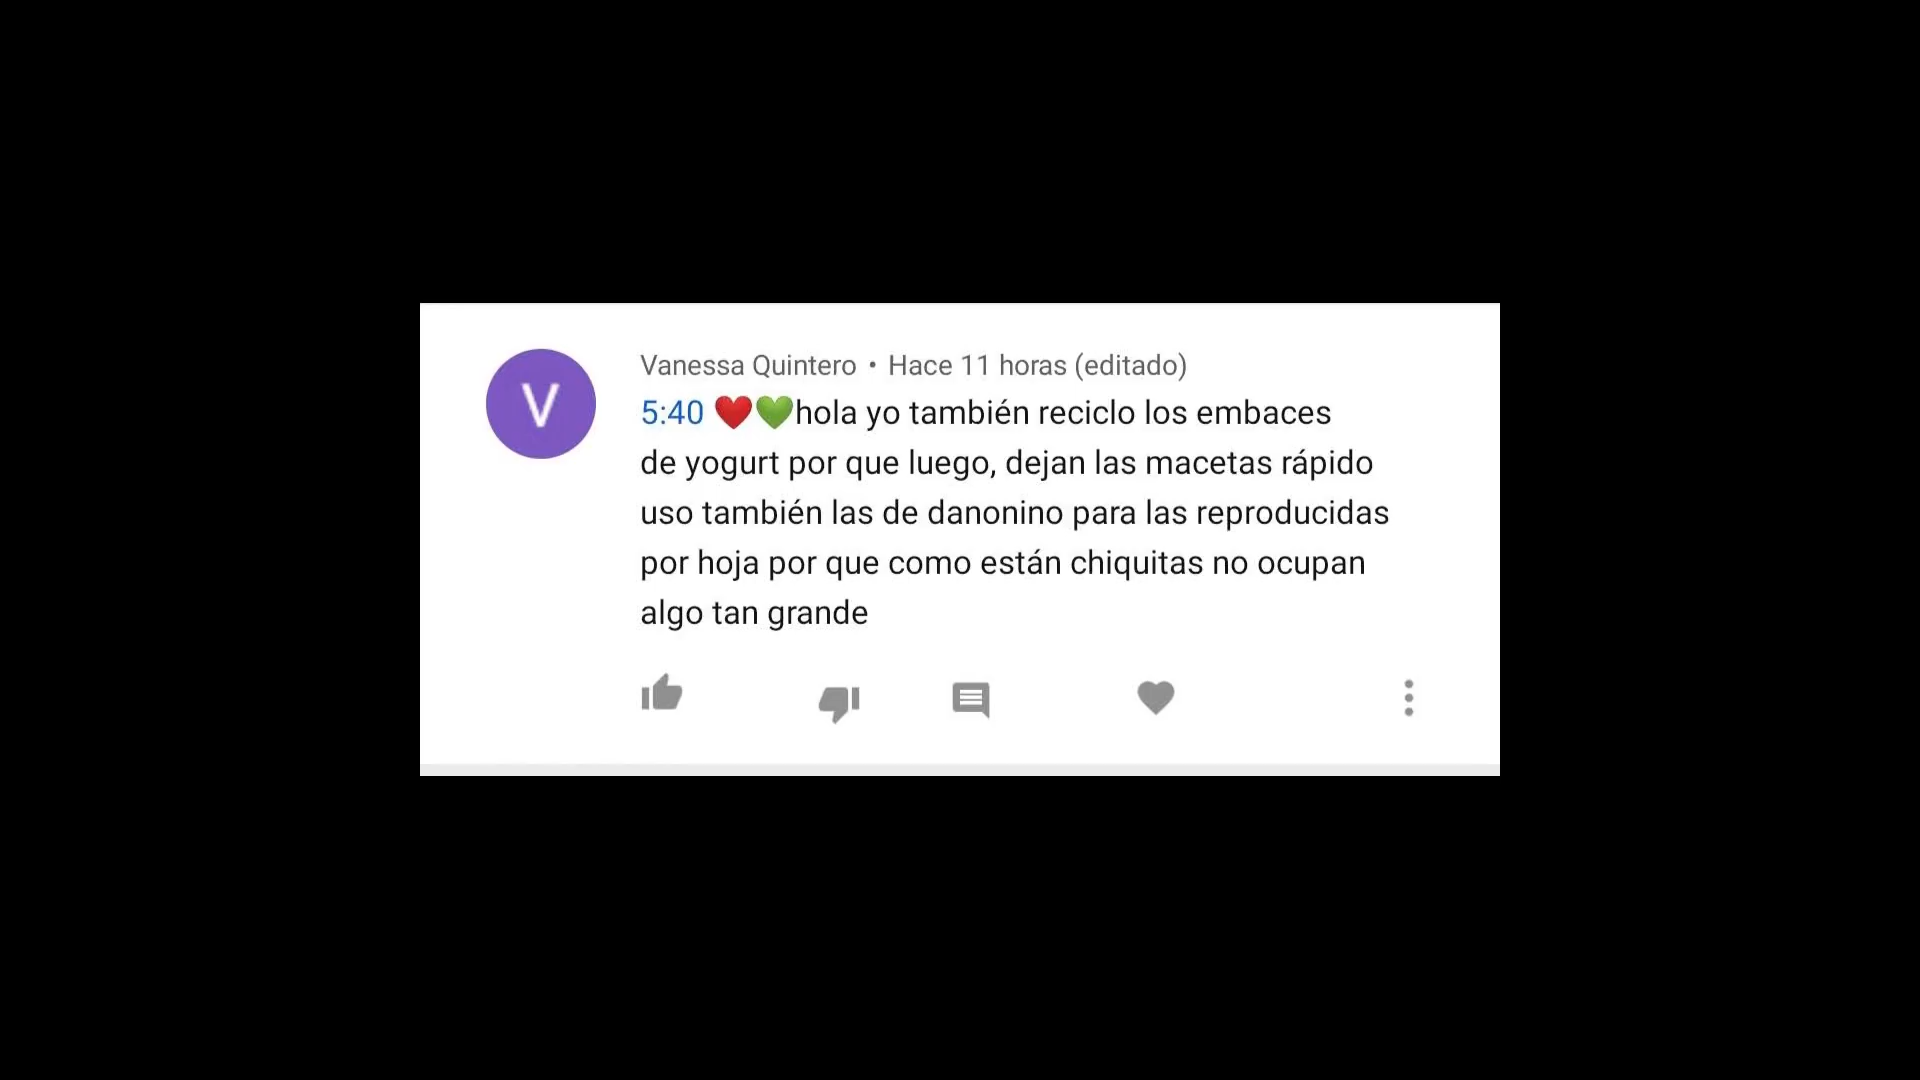 V
Vanessa Quintero • Hace 11 horas (editado)
5:40 ❤️💚hola yo también reciclo los embaces
de yogurt por que luego, dejan las macetas rápido
uso también las de danonino para las reproducidas
por hoja por que como están chiquitas no ocupan
algo tan grande